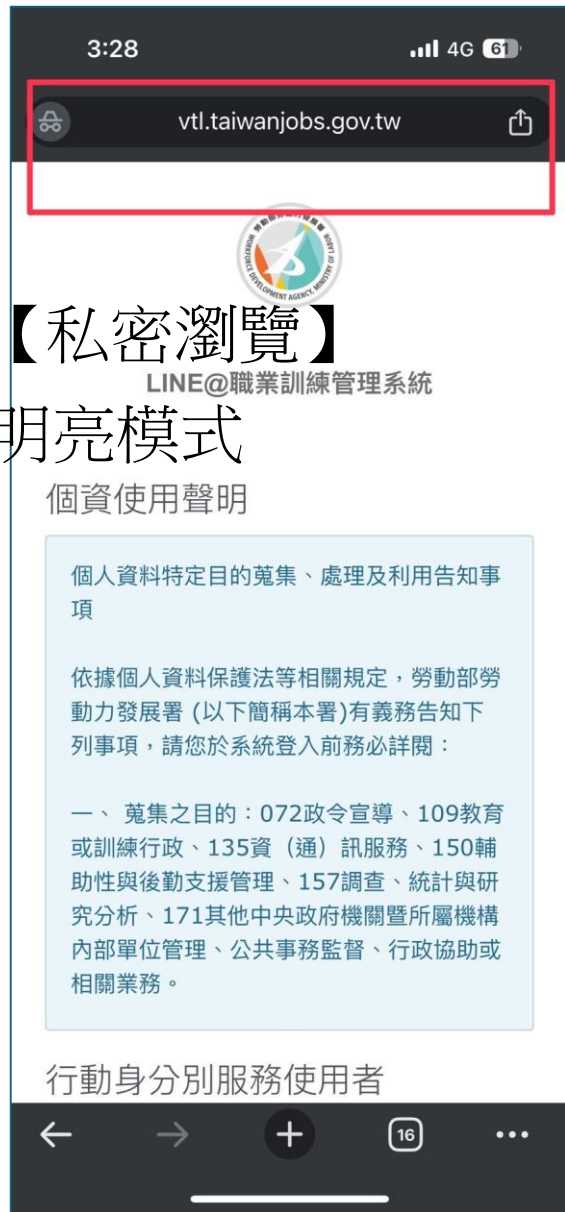 3:28
4G 61
vtl.taiwanjobs.gov.tw
WORKFORCE DEVELOPMENT AGENCY, MINISTRY OF LABOR
【私密瀏覽】
LINE@職業訓練管理系統
明亮模式
個資使用聲明
個人資料特定目的蒐集、處理及利用告知事
項
依據個人資料保護法等相關規定，勞動部勞
動力發展署 (以下簡稱本署)有義務告知下
列事項，請您於系統登入前務必詳閱：
一、 蒐集之目的：072政令宣導、109教育
或訓練行政、135資（通）訊服務、150輔
助性與後勤支援管理、157調查、統計與研
究分析、171其他中央政府機關暨所屬機構
內部單位管理、公共事務監督、行政協助或
相關業務。
行動身分別服務使用者
16